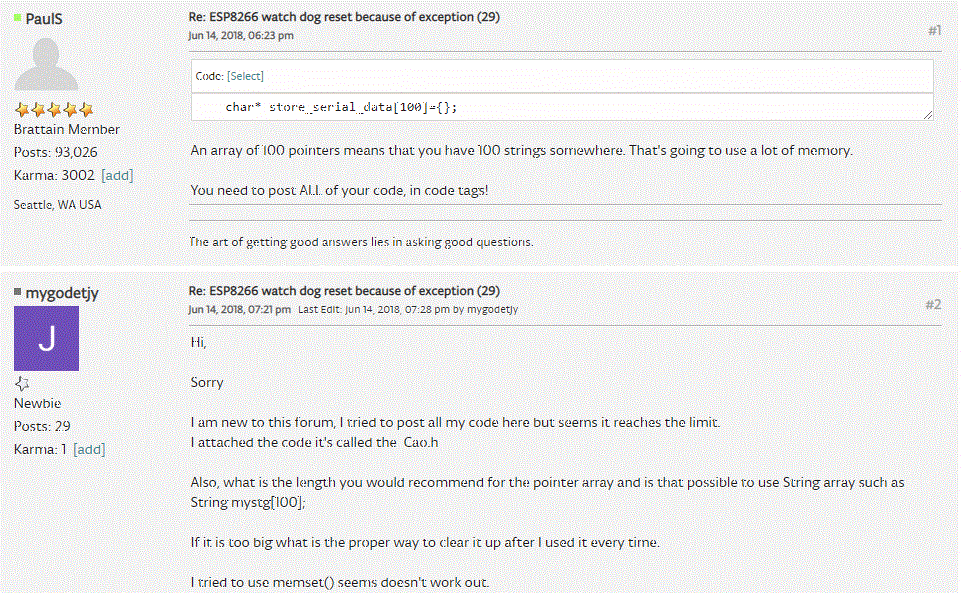 PaulS
Brattain Member
Posts: 93,026
Karma: 3002 [add]
Seattle, WA USA
Re: ESP8266 watch dog reset because of exception (29)
Jun 14, 2018, 06:23 pm
#1
Code: [Select]
char* store_serial_data[100]={};
An array of 100 pointers means that you have 100 strings somewhere. That's going to use a lot of memory.
You need to post ALL of your code, in code tags!
The art of getting good answers lies in asking good questions.
mygodetjy
J
Newbie
Posts: 29
Karma: 1 [add]
Re: ESP8266 watch dog reset because of exception (29)
Jun 14, 2018, 07:21 pm Last Edit: Jun 14, 2018, 07:28 pm by mygodetjy
#2
Hi,
Sorry
I am new to this forum, I tried to post all my code here but seems it reaches the limit.
I attached the code it's called the Cao.h
Also, what is the length you would recommend for the pointer array and is that possible to use String array such as
String mystg[100];
If it is too big what is the proper way to clear it up after I used it every time.
I tried to use memset() seems doesn't work out.